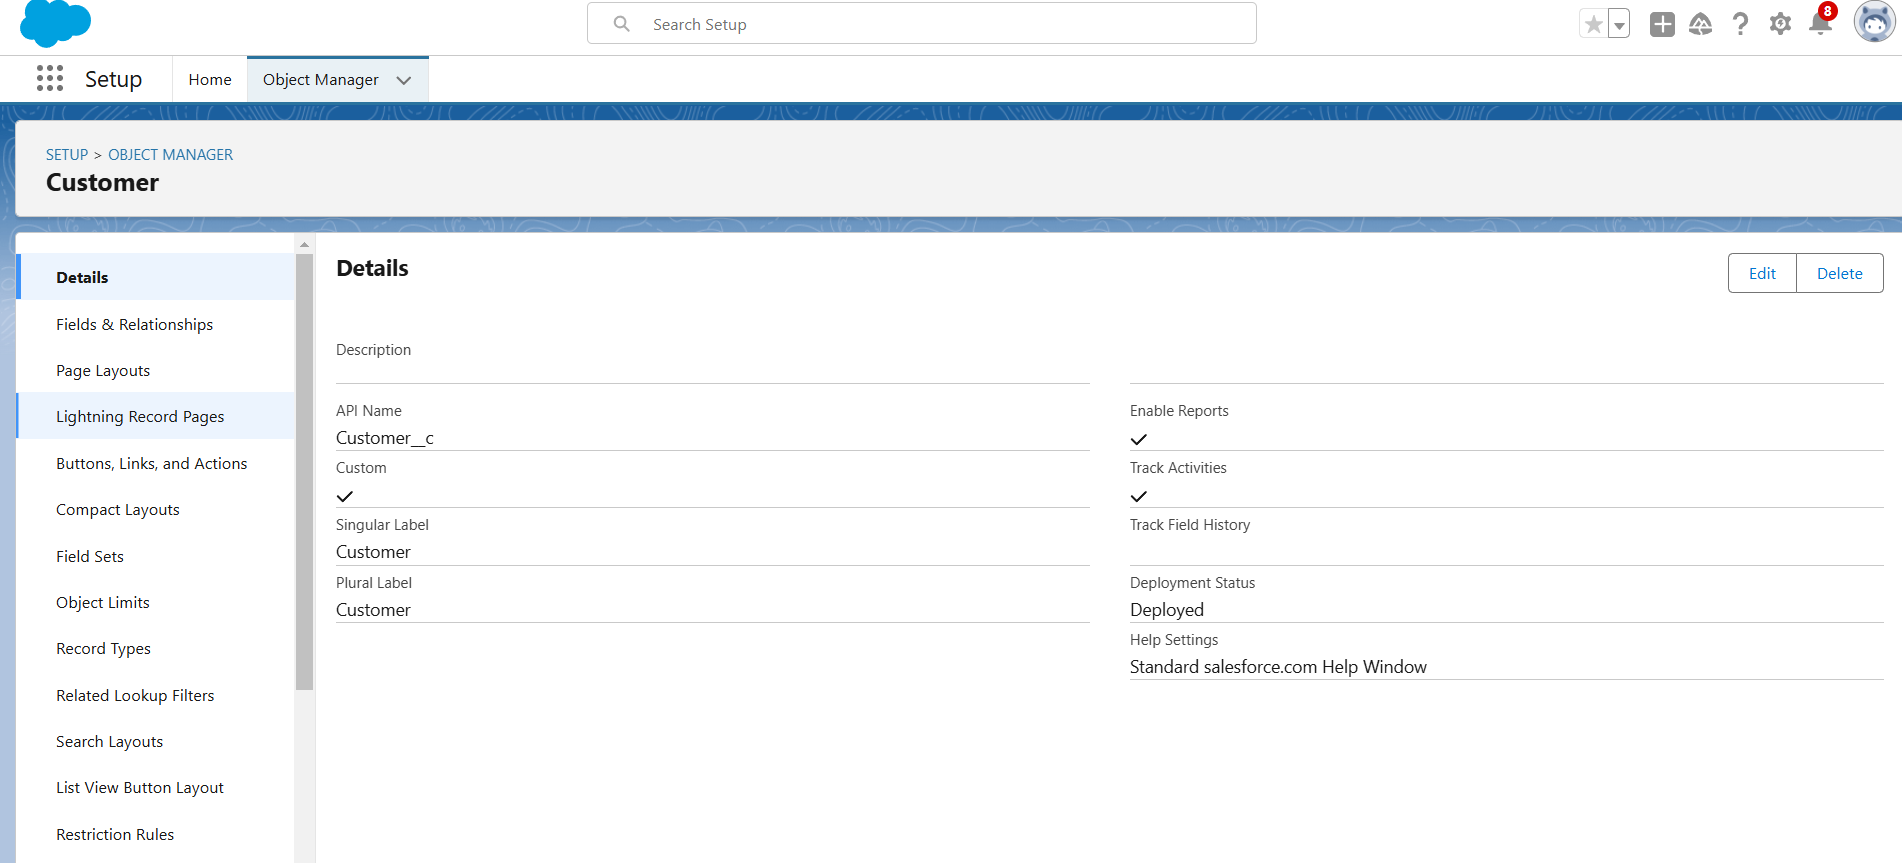 Search Setup
8
Setup
Home
Object Manager
SETUP > OBJECT MANAGER
Customer
Details
Fields & Relationships
Page Layouts
Lightning Record Pages
Buttons, Links, and Actions
Compact Layouts
Field Sets
Object Limits
Record Types
Related Lookup Filters
Search Layouts
List View Button Layout
Restriction Rules
Details
Edit
Delete
Description
API Name
Customer__c
Custom
Singular Label
Customer
Plural Label
Customer
Enable Reports
Track Activities
Track Field History
Deployment Status
Deployed
Help Settings
Standard salesforce.com Help Window